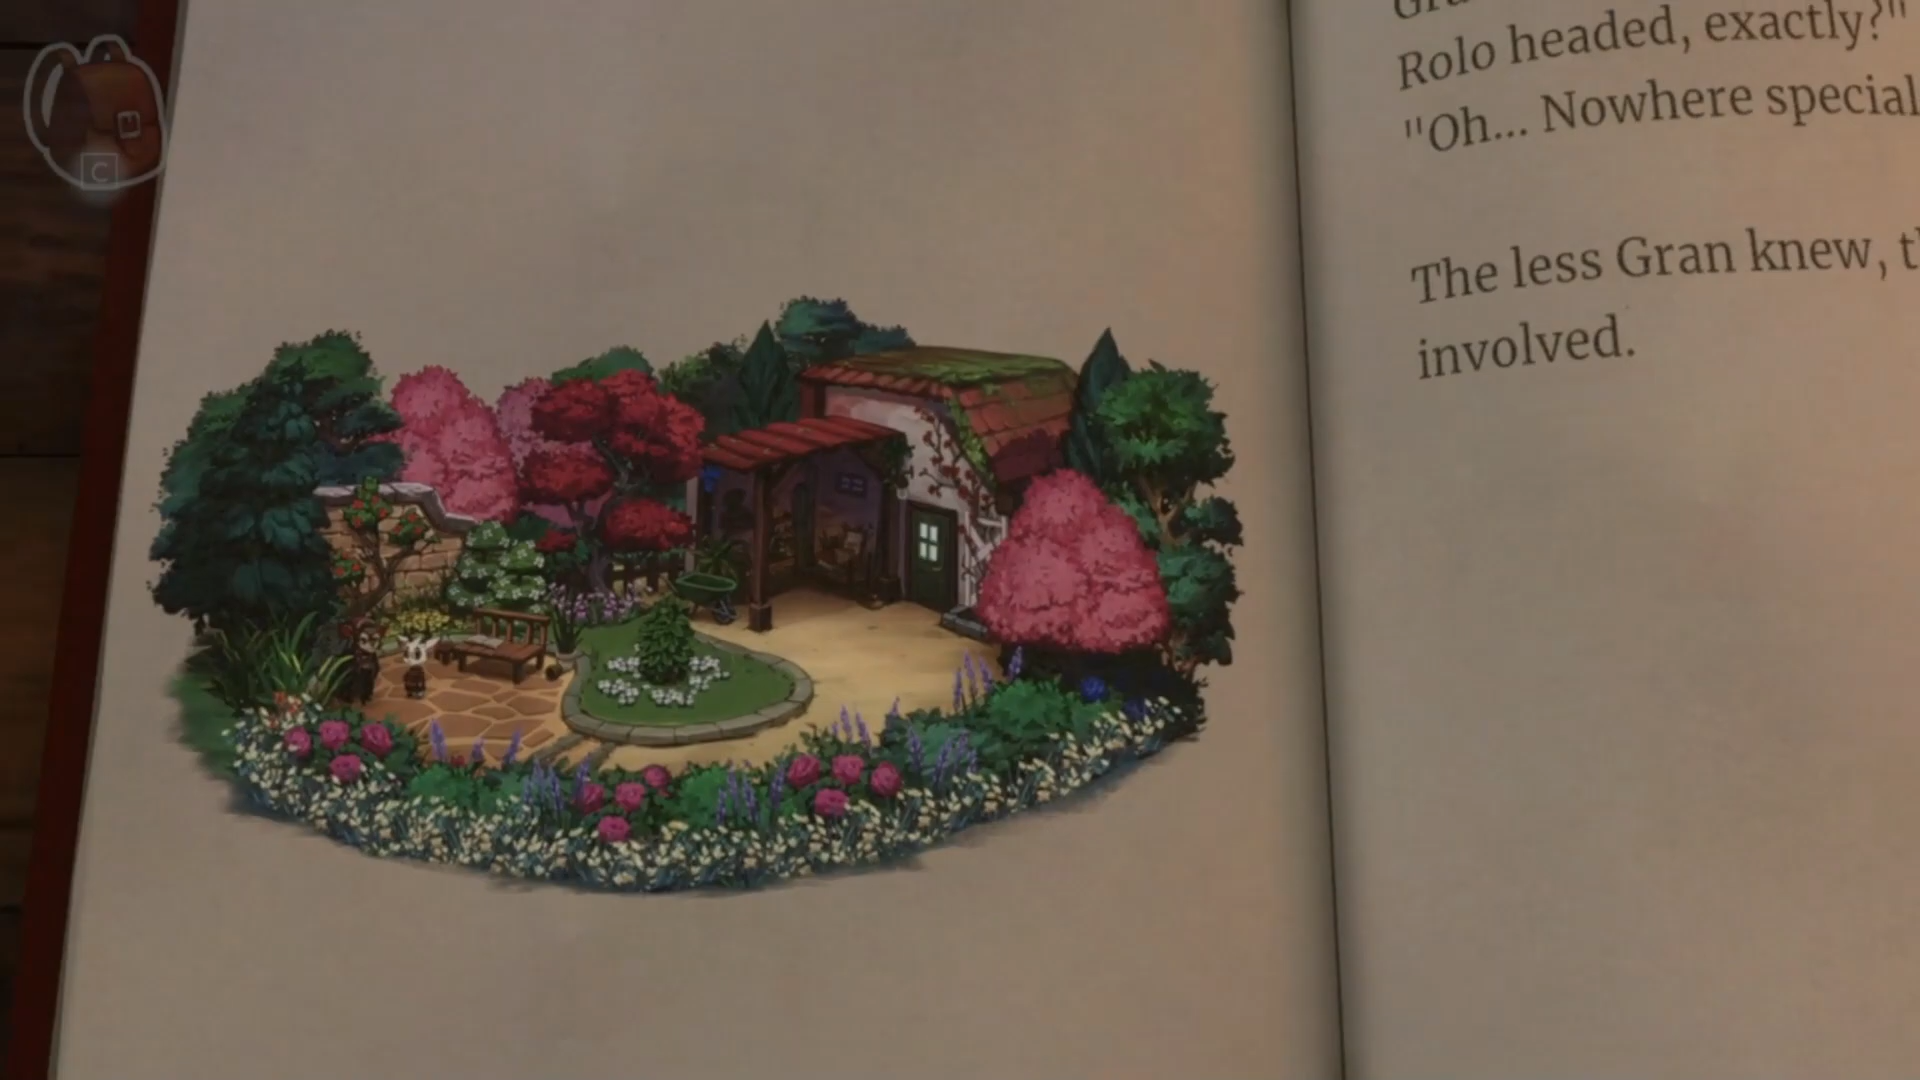 C
Rolo headed, exactly?"
"Oh... Nowhere special
The less Gran knew,
involved.